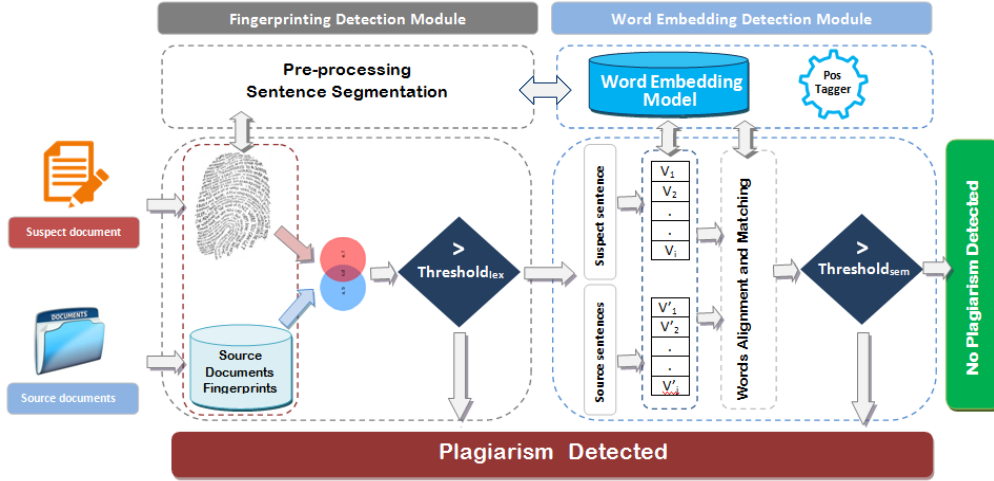 Fingerprinting Detection Module
Word Embedding Detection Module
Pre-processing
Sentence Segmentation
Word Embedding
Model
Pos
Tagger
Suspect document
DOCUMENTS
Source documents
Source
Documents
Fingerprints
>
Threshold_lex
Suspect sentence
Source sentences
V1
V2
.
.
Vi
V'1
V'2
.
.
V'j
Words Alignment and Matching
>
Threshold_sem
No Plagiarism Detected
Plagiarism Detected